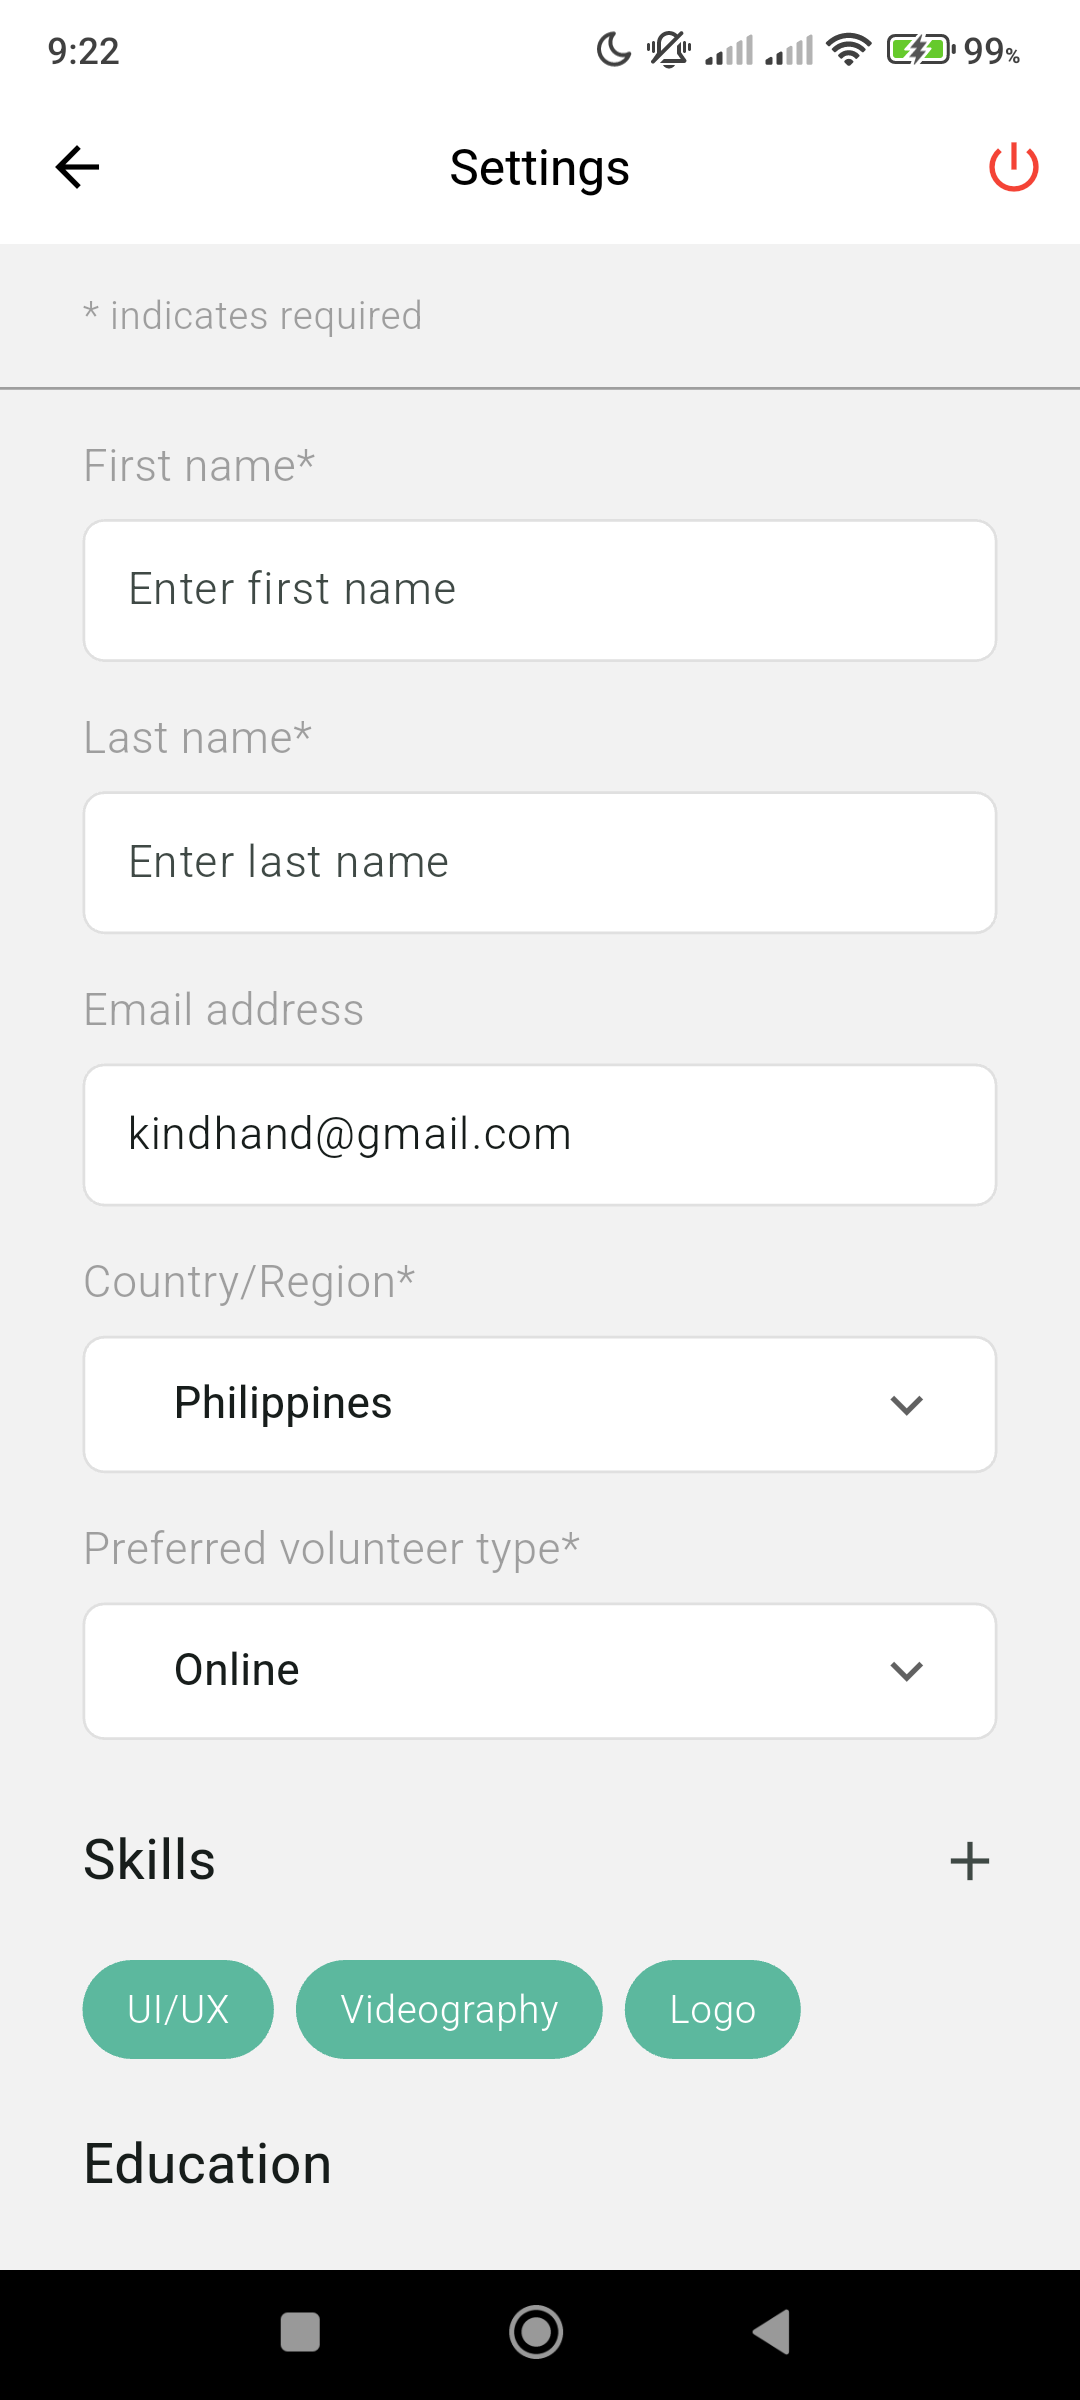 9:22
99%
Settings
* indicates required
First name*
Enter first name
Last name*
Enter last name
Email address
kindhand@gmail.com
Country/Region*
Philippines
Preferred volunteer type*
Online
Skills
UI/UX
Videography
Logo
Education